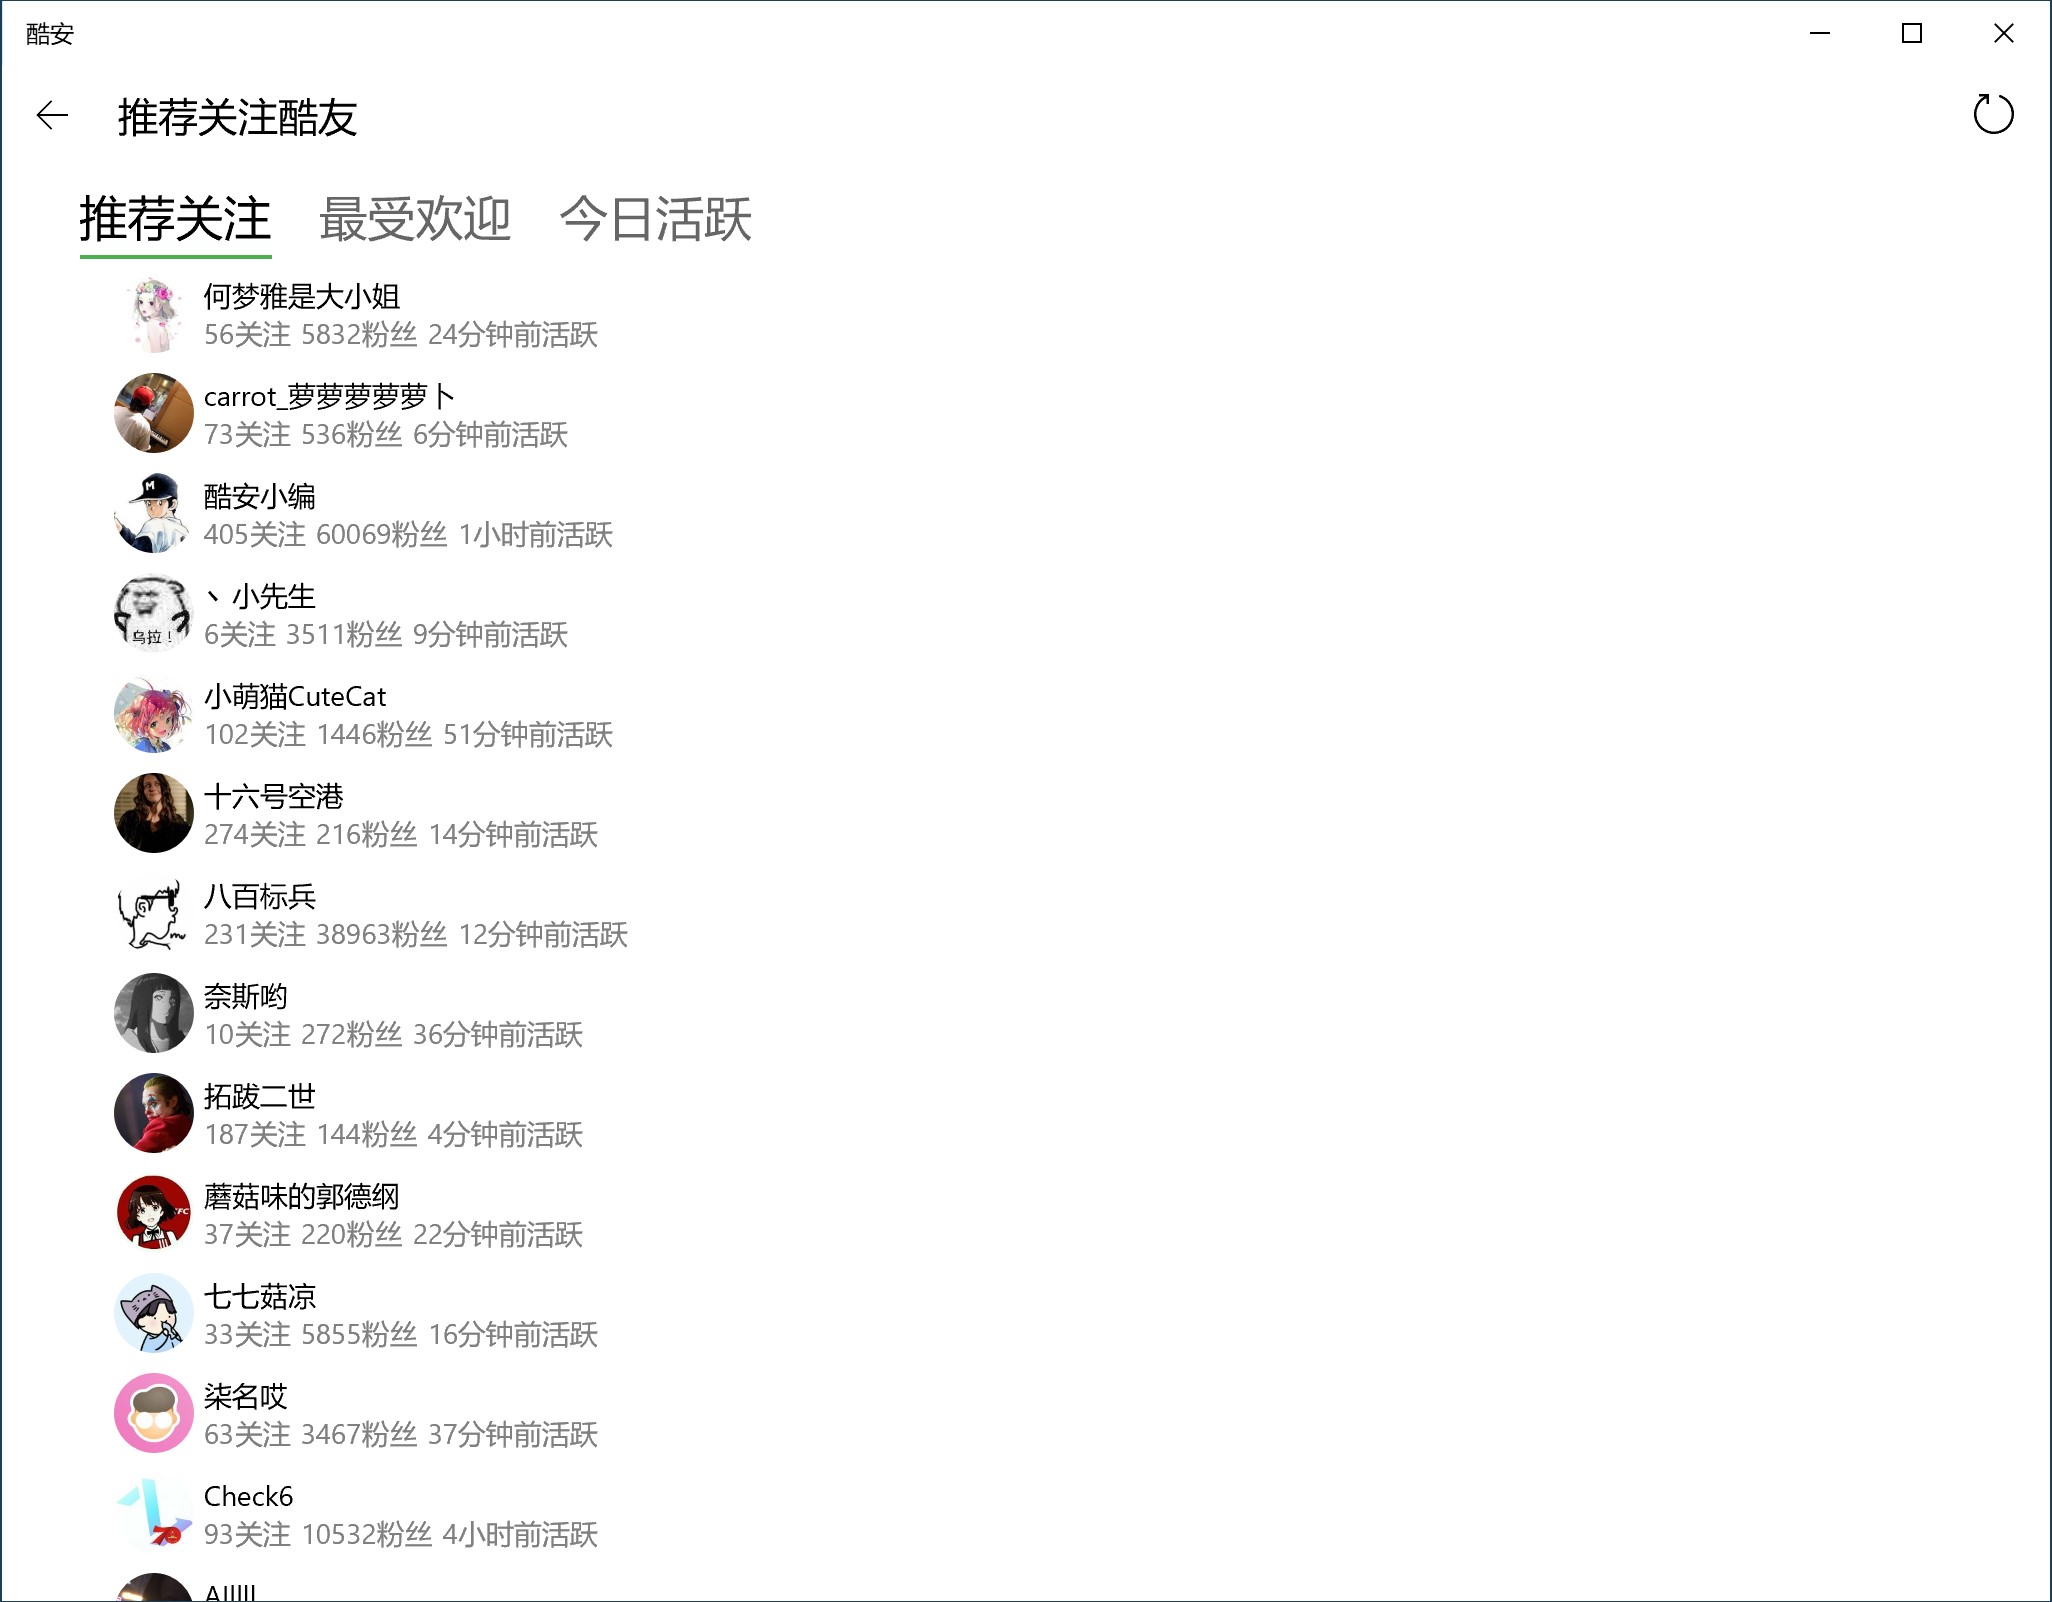 酷安
推荐关注酷友
推荐关注 最受欢迎 今日活跃
何梦雅是大小姐
56关注 5832粉丝 24分钟前活跃
carrot_萝萝萝萝萝卜
73关注 536粉丝 6分钟前活跃
酷安小编
405关注 60069粉丝 1小时前活跃
丶小先生
6关注 3511粉丝 9分钟前活跃
乌拉！
小萌猫CuteCat
102关注 1446粉丝 51分钟前活跃
十六号空港
274关注 216粉丝 14分钟前活跃
八百标兵
231关注 38963粉丝 12分钟前活跃
奈斯哟
10关注 272粉丝 36分钟前活跃
拓跋二世
187关注 144粉丝 4分钟前活跃
蘑菇味的郭德纲
37关注 220粉丝 22分钟前活跃
七七菇凉
33关注 5855粉丝 16分钟前活跃
柒名哎
63关注 3467粉丝 37分钟前活跃
Check6
93关注 10532粉丝 4小时前活跃